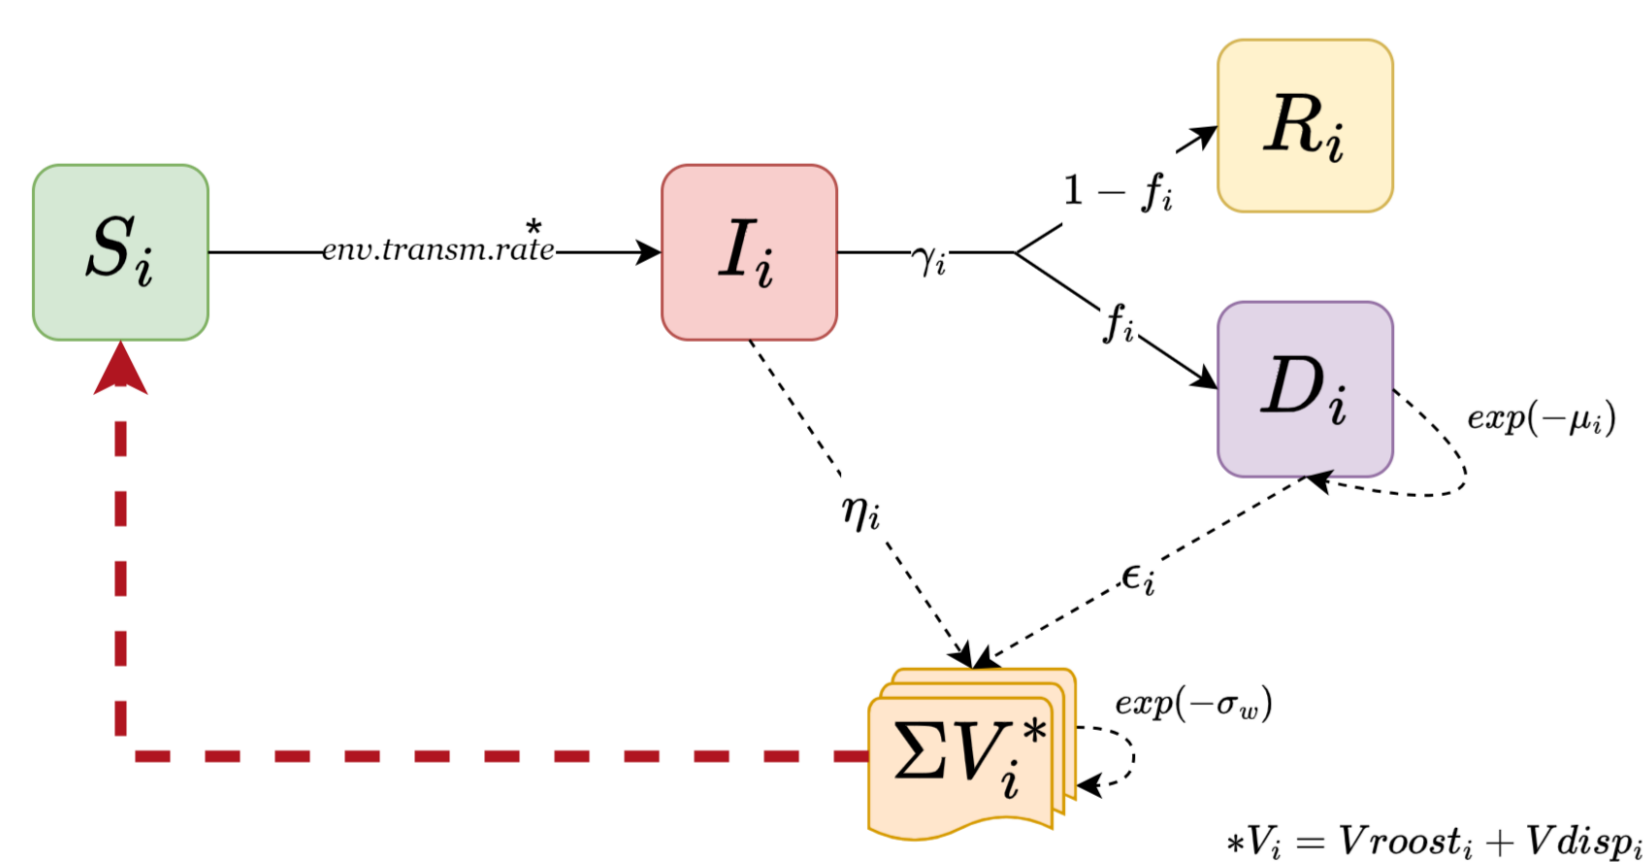 R_i
1 − f_i
S_i
env.transm.rate*
I_i
γ_i
f_i
D_i
exp(−μ_i)
η_i
ϵ_i
exp(−σ_w)
ΣV_i*
*V_i = Vroost_i + Vdisp_i